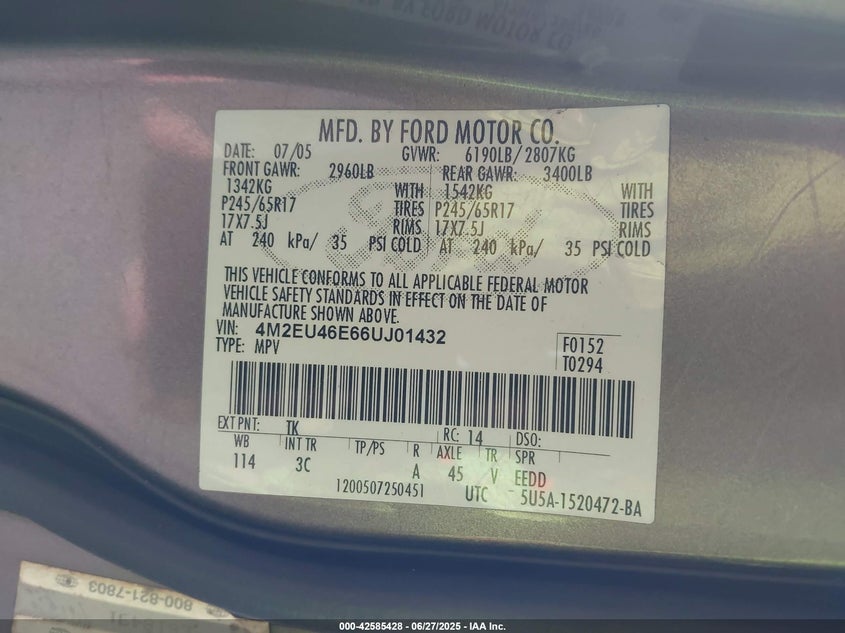 MFD. BY FORD MOTOR CO.
DATE: 07/05 GVWR: 6190LB/2807KG
FRONT GAWR: 2960LB REAR GAWR: 3400LB
1342KG WITH 1542KG WITH
P245/65R17 TIRES P245/65R17 TIRES
17X7.5J RIMS 17X7.5J RIMS
AT 240 kPa/ 35 PSI COLD AT 240 kPa/ 35 PSI COLD
THIS VEHICLE CONFORMS TO ALL APPLICABLE FEDERAL MOTOR
VEHICLE SAFETY STANDARDS IN EFFECT ON THE DATE OF
MANUFACTURE SHOWN ABOVE.
VIN: 4M2EU46E66UJ01432 F0152
TYPE: MPV T0294
EXT PNT: TK RC: 14 DSO:
WB INT TR TP/PS R AXLE TR SPR
114 3C A 45 V EEDD
1200507250451 UTC 5U5A-1520472-BA
800-821-7803
000-42585428 - 06/27/2025 - IAA Inc.